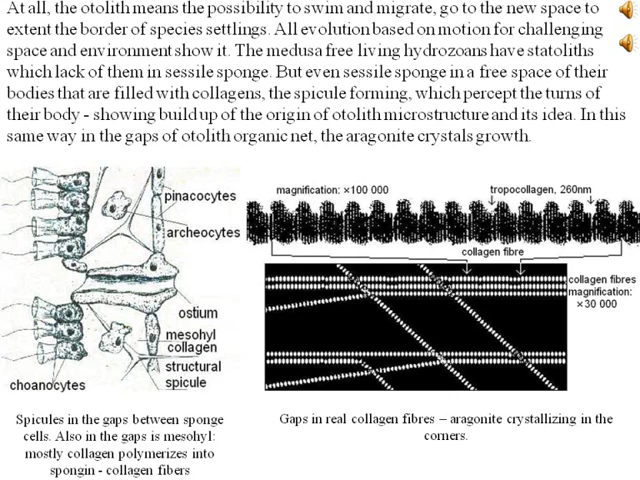 At all, the otolith means the possibility to swim and migrate, go to the new space to
extent the border of species settlings. All evolution based on motion for challenging
space and environment show it. The medusa free living hydrozoans have statoliths
which lack of them in sessile sponge. But even sessile sponge in a free space of their
bodies that are filled with collagens, the spicule forming, which percept the turns of
their body - showing build up of the origin of otolith microstructure and its idea. In this
same way in the gaps of otolith organic net, the aragonite crystals growth.
pinacocytes
archeocytes
ostium
mesohyl
collagen
structural
spicule
choanocytes
magnification: ×100 000
tropocollagen, 260nm
collagen fibre
collagen fibres
magnification:
×30 000
Spicules in the gaps between sponge
cells. Also in the gaps is mesohyl:
mostly collagen polymerizes into
spongin - collagen fibers
Gaps in real collagen fibres – aragonite crystallizing in the
corners.